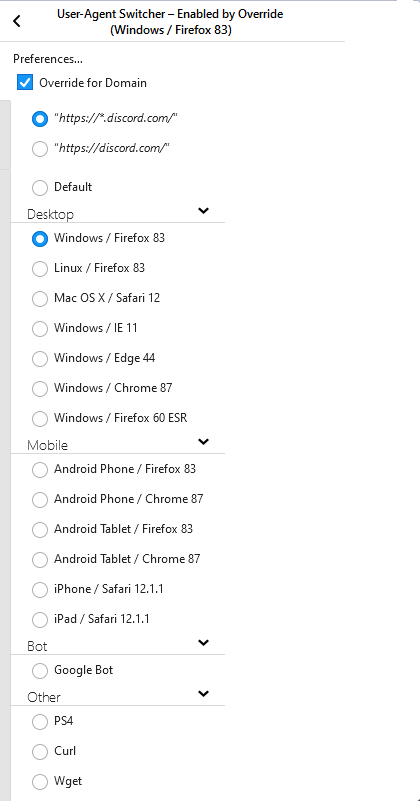 User-Agent Switcher – Enabled by Override
(Windows / Firefox 83)
Preferences...
Override for Domain
"https://*.discord.com/"
"https://discord.com/"
Default
Desktop
Windows / Firefox 83
Linux / Firefox 83
Mac OS X / Safari 12
Windows / IE 11
Windows / Edge 44
Windows / Chrome 87
Windows / Firefox 60 ESR
Mobile
Android Phone / Firefox 83
Android Phone / Chrome 87
Android Tablet / Firefox 83
Android Tablet / Chrome 87
iPhone / Safari 12.1.1
iPad / Safari 12.1.1
Bot
Google Bot
Other
PS4
Curl
Wget